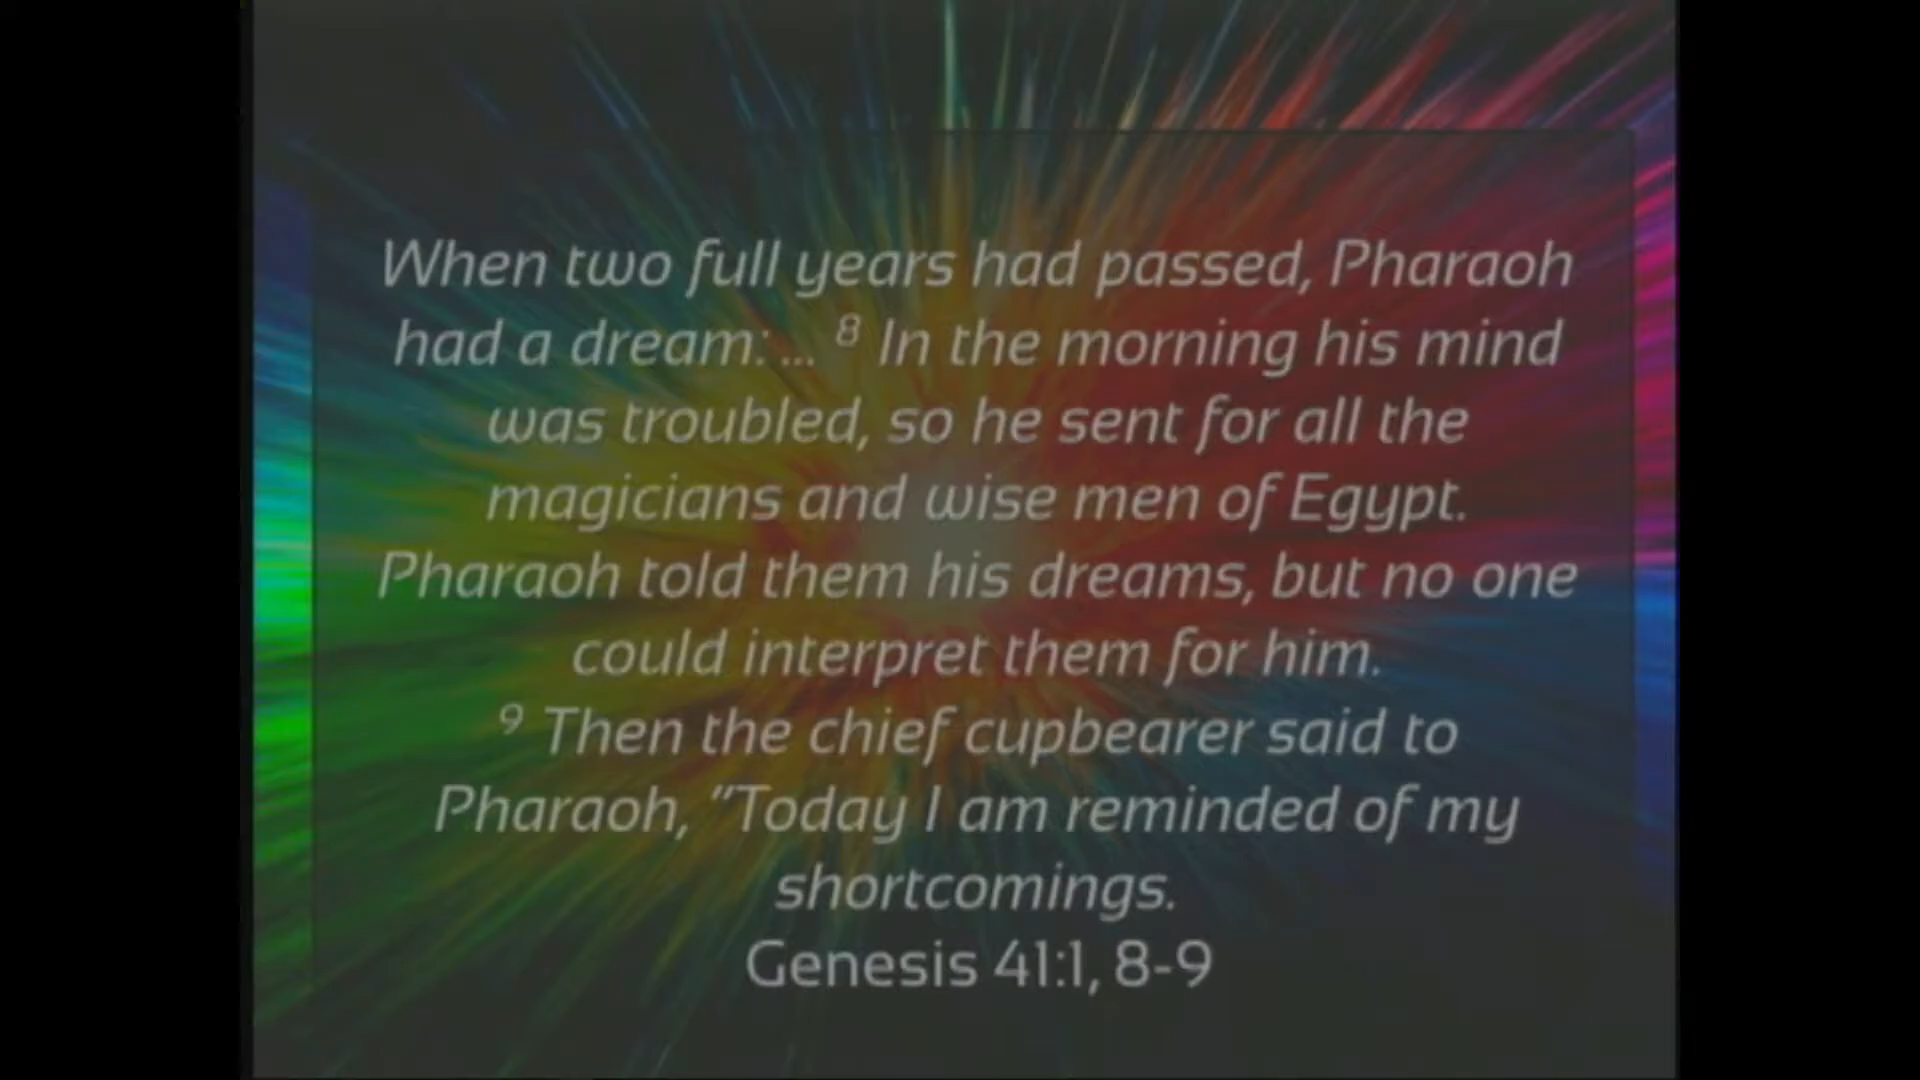 When two full years had passed, Pharaoh
had a dream: ... ⁸ In the morning his mind
was troubled, so he sent for all the
magicians and wise men of Egypt.
Pharaoh told them his dreams, but no one
could interpret them for him.
⁹ Then the chief cupbearer said to
Pharaoh, "Today I am reminded of my
shortcomings.
Genesis 41:1, 8-9